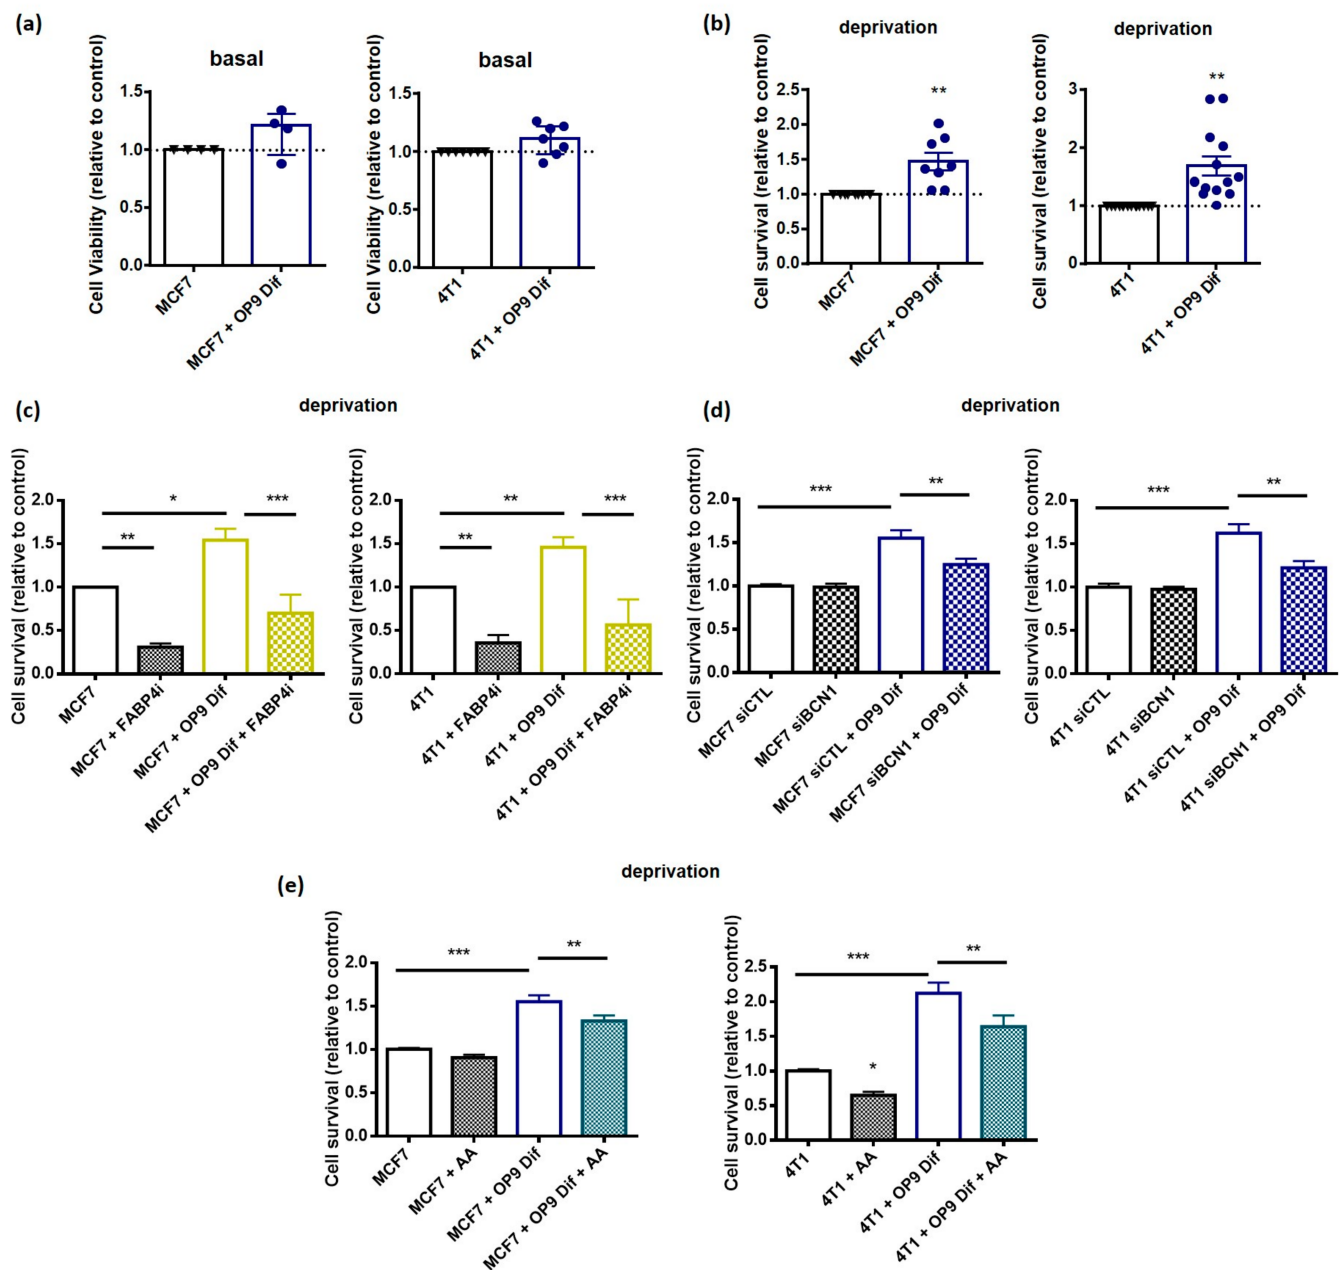 (a)
basal
Cell Viability (relative to control)
1.5
1.0
0.5
0.0
MCF7
MCF7 + OP9 Dif
basal
Cell Viability (relative to control)
1.5
1.0
0.5
0.0
4T1
4T1 + OP9 Dif
(b)
deprivation
Cell survival (relative to control)
2.5
2.0
1.5
1.0
0.5
0.0
**
MCF7
MCF7 + OP9 Dif
deprivation
Cell survival (relative to control)
3
2
1
0
**
4T1
4T1 + OP9 Dif
(c)
deprivation
Cell survival (relative to control)
2.0
1.5
1.0
0.5
0.0
*
***
**
MCF7
MCF7 + FABP4i
MCF7 + OP9 Dif
MCF7 + OP9 Dif + FABP4i
Cell survival (relative to control)
2.0
1.5
1.0
0.5
0.0
**
***
**
4T1
4T1 + FABP4i
4T1 + OP9 Dif
4T1 + OP9 Dif + FABP4i
(d)
deprivation
Cell survival (relative to control)
2.0
1.5
1.0
0.5
0.0
***
**
MCF7 siCTL
MCF7 siBCN1
MCF7 siCTL + OP9 Dif
MCF7 siBCN1 + OP9 Dif
Cell survival (relative to control)
2.0
1.5
1.0
0.5
0.0
***
**
4T1 siCTL
4T1 siBCN1
4T1 siCTL + OP9 Dif
4T1 siBCN1 + OP9 Dif
(e)
deprivation
Cell survival (relative to control)
2.0
1.5
1.0
0.5
0.0
***
**
MCF7
MCF7 + AA
MCF7 + OP9 Dif
MCF7 + OP9 Dif + AA
Cell survival (relative to control)
2.5
2.0
1.5
1.0
0.5
0.0
***
**
*
4T1
4T1 + AA
4T1 + OP9 Dif
4T1 + OP9 Dif + AA